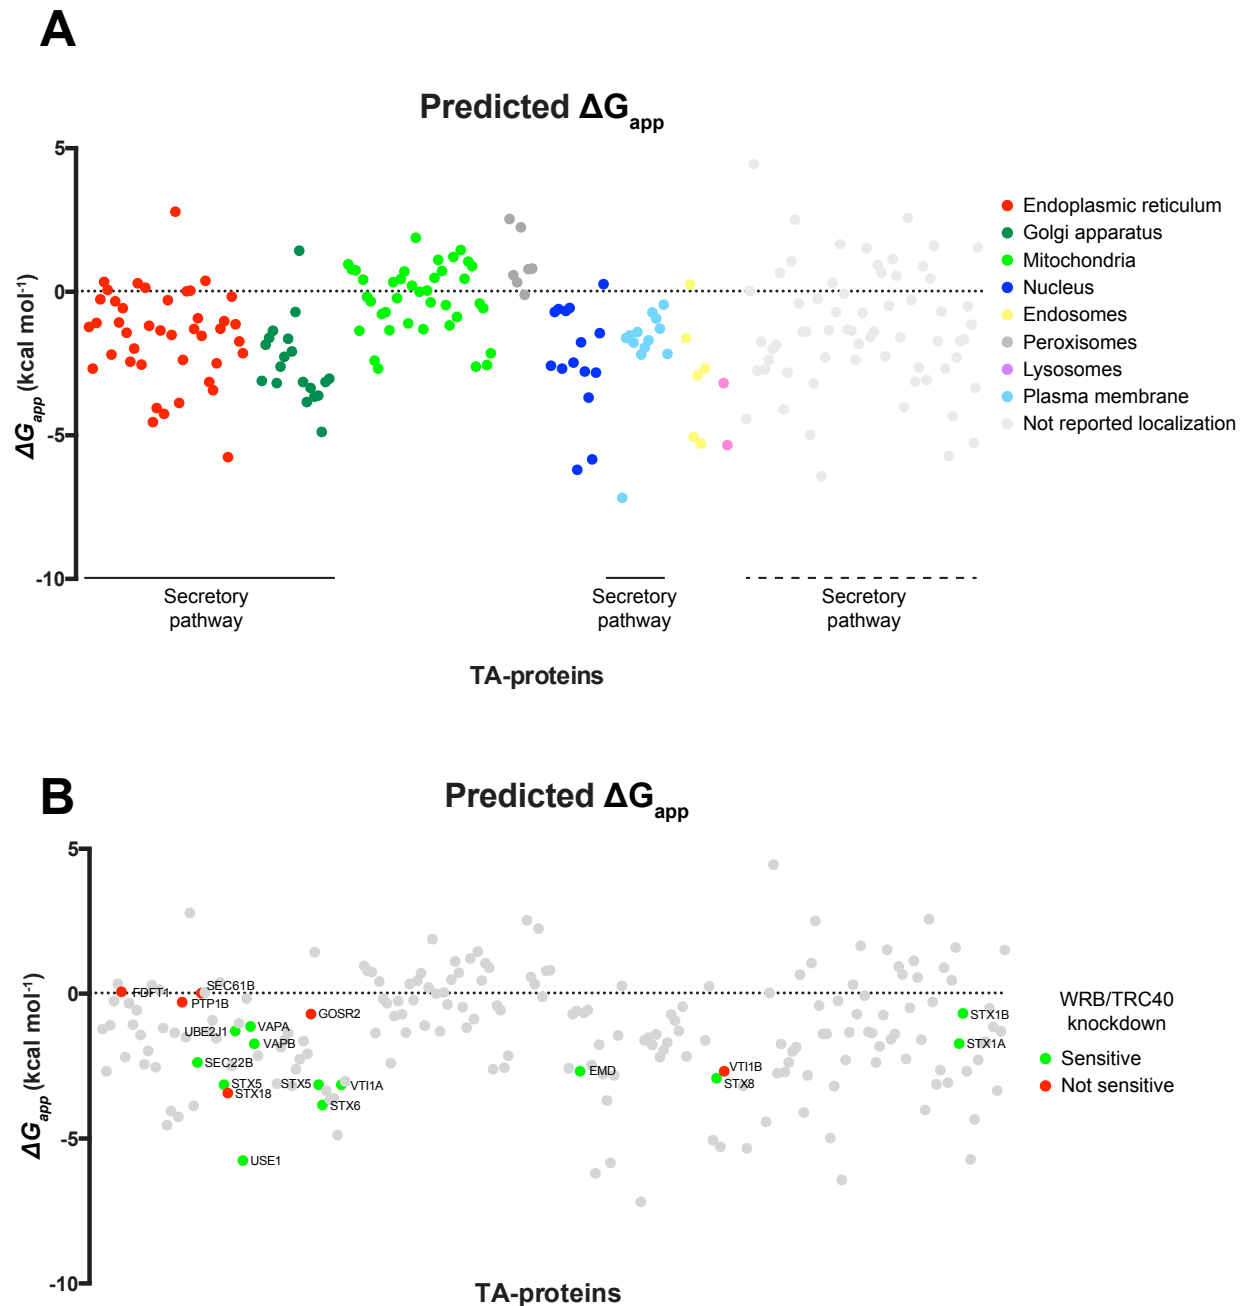 A
Predicted ΔGapp
5
0
-5
-10
ΔGapp (kcal mol-1)
Endoplasmic reticulum
Golgi apparatus
Mitochondria
Nucleus
Endosomes
Peroxisomes
Lysosomes
Plasma membrane
Not reported localization
Secretory
pathway
Secretory
pathway
Secretory
pathway
TA-proteins
B
Predicted ΔGapp
5
0
-5
-10
ΔGapp (kcal mol-1)
FDFT1
SEC61B
PTP1B
GOSR2
UBE2J1
VAPA
VAPB
SEC22B
STX5
STX18
STX5
VTI1A
STX6
USE1
EMD
VTI1B
STX8
STX1B
STX1A
WRB/TRC40
knockdown
Sensitive
Not sensitive
TA-proteins